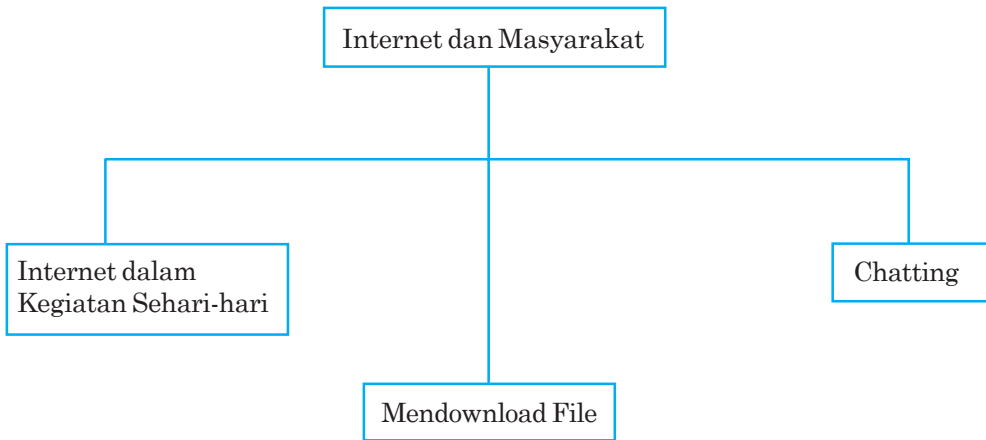 Internet dan Masyarakat
Internet dalam
Kegiatan Sehari-hari
Chatting
Mendownload File